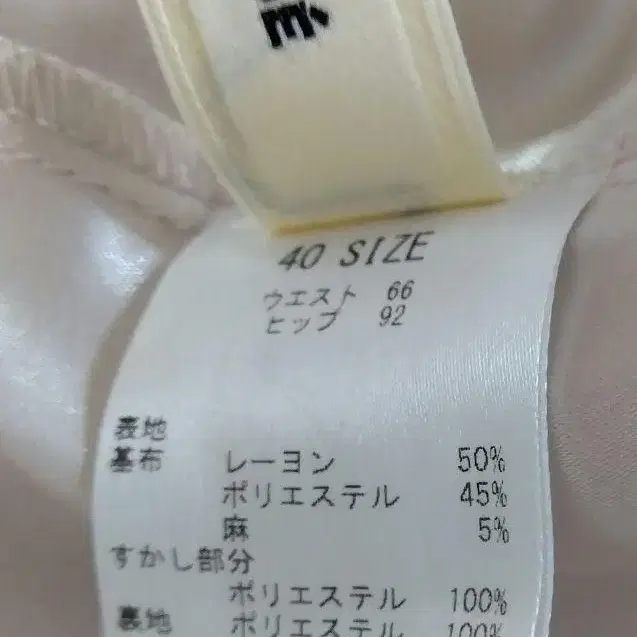 40 SIZE
ウエスト 66
ヒップ 92
表地
基布 レーヨン 50%
ポリエステル 45%
麻 5%
すかし部分
ポリエステル 100%
裏地 ポリエステル 100%